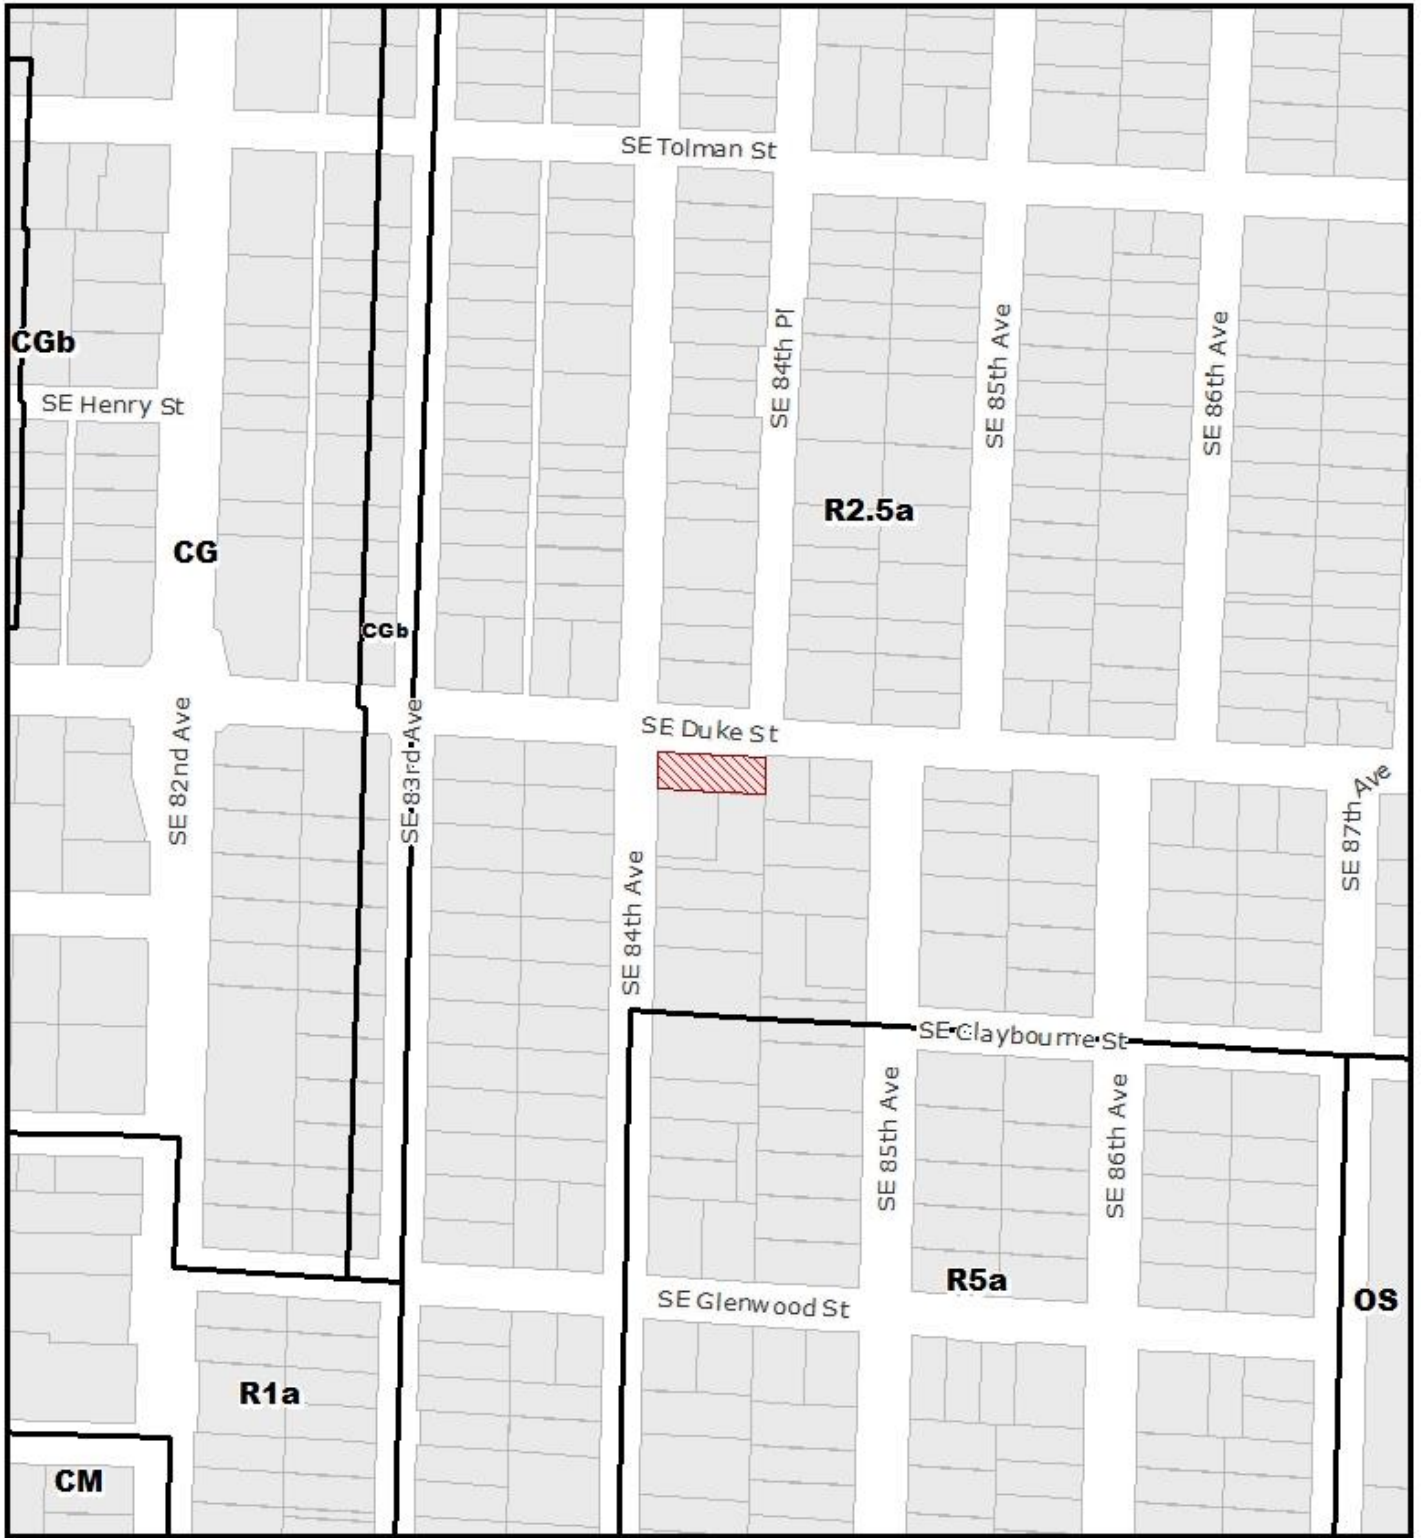 SE Tolman St
SE 84th Pl
SE 85th Ave
SE 86th Ave
CGb
SE Henry St
R2.5a
CG
CGb
SE 82nd Ave
SE 83rd Ave
SE Duke St
SE 87th Ave
SE 84th Ave
SE Claybourne St
SE 85th Ave
SE 86th Ave
R5a
SE Glenwood St
OS
R1a
CM